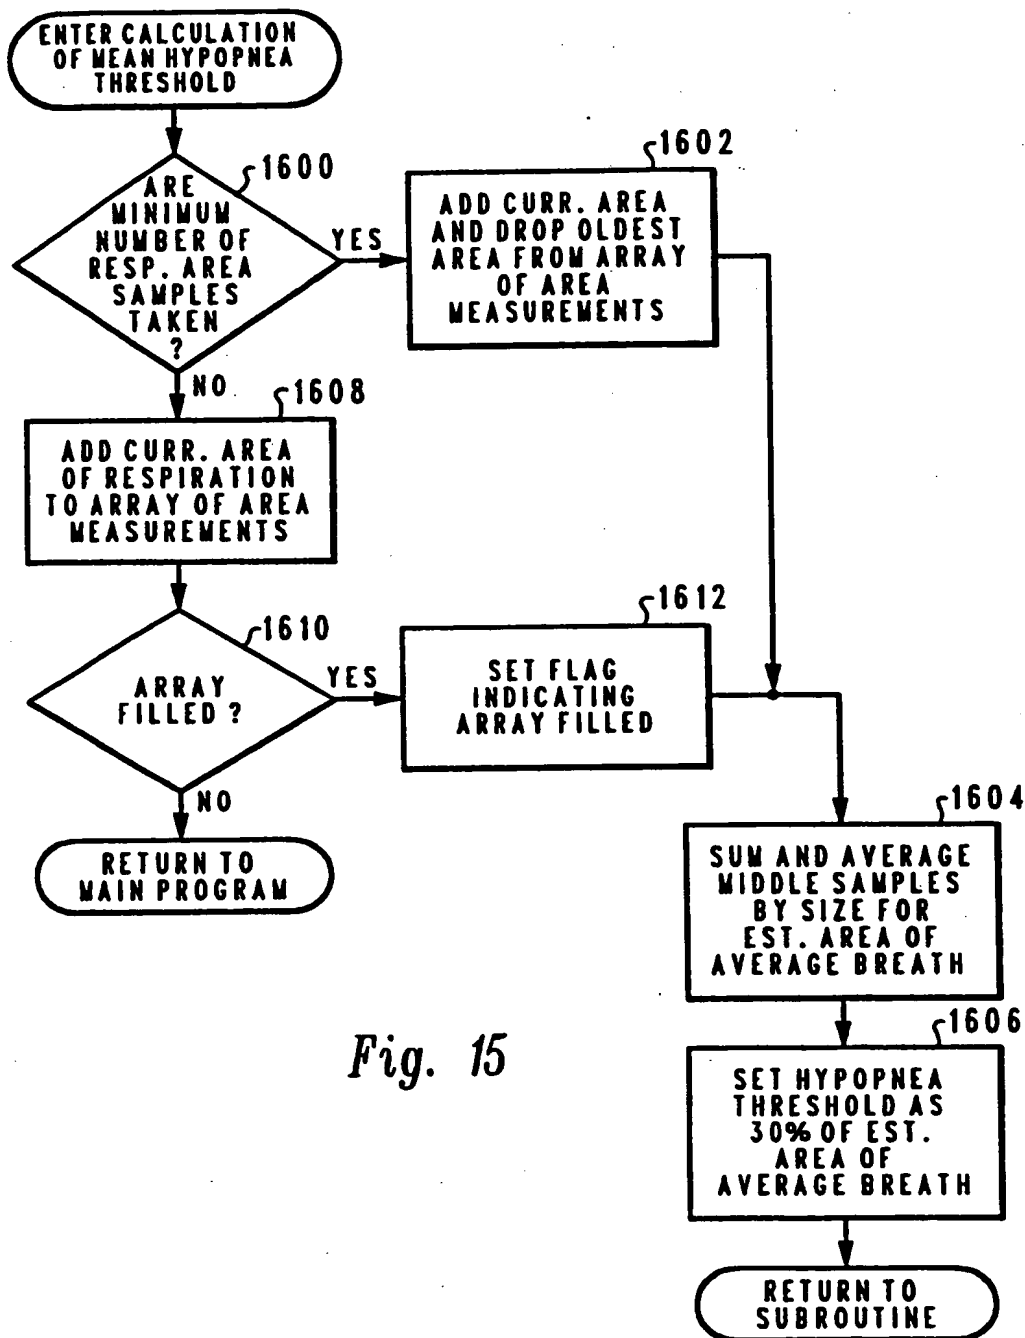 ENTER CALCULATION
OF MEAN HYPOPNEA
THRESHOLD
1600
ARE
MINIMUM
NUMBER OF
RESP. AREA
SAMPLES
TAKEN
?
YES
1602
ADD CURR. AREA
AND DROP OLDEST
AREA FROM ARRAY
OF AREA
MEASUREMENTS
NO
1608
ADD CURR. AREA
OF RESPIRATION
TO ARRAY OF AREA
MEASUREMENTS
1610
ARRAY
FILLED ?
YES
1612
SET FLAG
INDICATING
ARRAY FILLED
NO
RETURN TO
MAIN PROGRAM
1604
SUM AND AVERAGE
MIDDLE SAMPLES
BY SIZE FOR
EST. AREA OF
AVERAGE BREATH
1606
SET HYPOPNEA
THRESHOLD AS
30% OF EST.
AREA OF
AVERAGE BREATH
RETURN TO
SUBROUTINE
Fig. 15